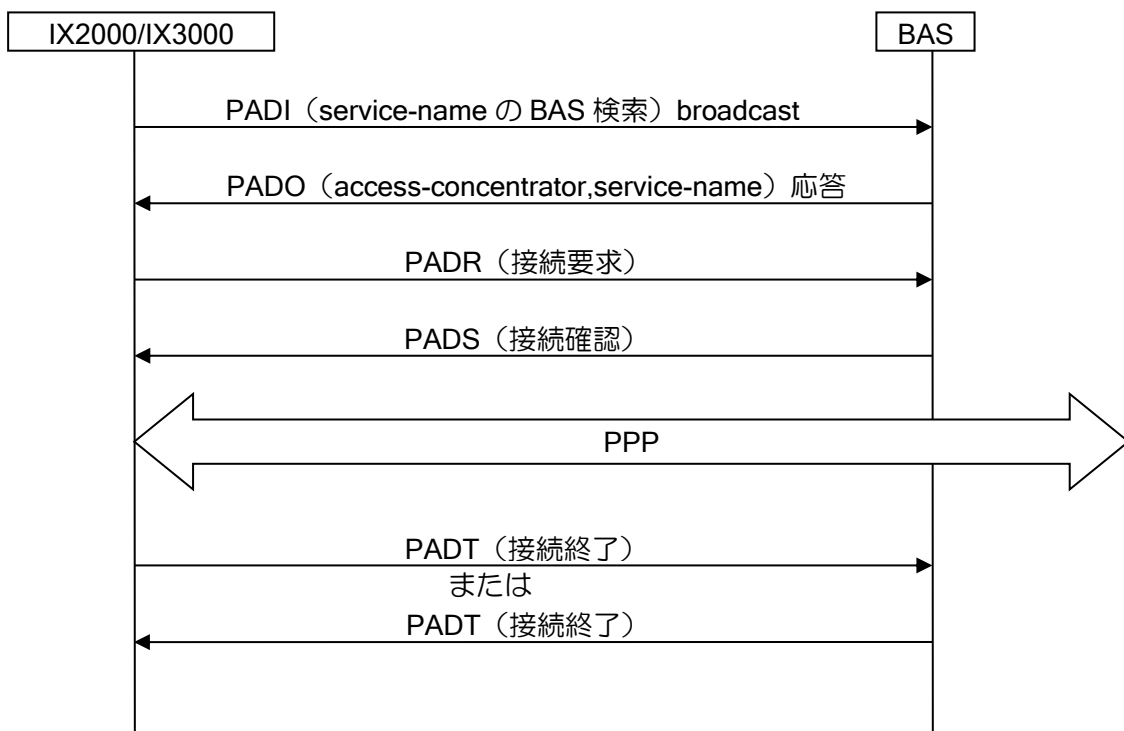 IX2000/IX3000
BAS
PADI（service-name の BAS 検索）broadcast
PADO（access-concentrator,service-name）応答
PADR（接続要求）
PADS（接続確認）
PPP
PADT（接続終了）
または
PADT（接続終了）